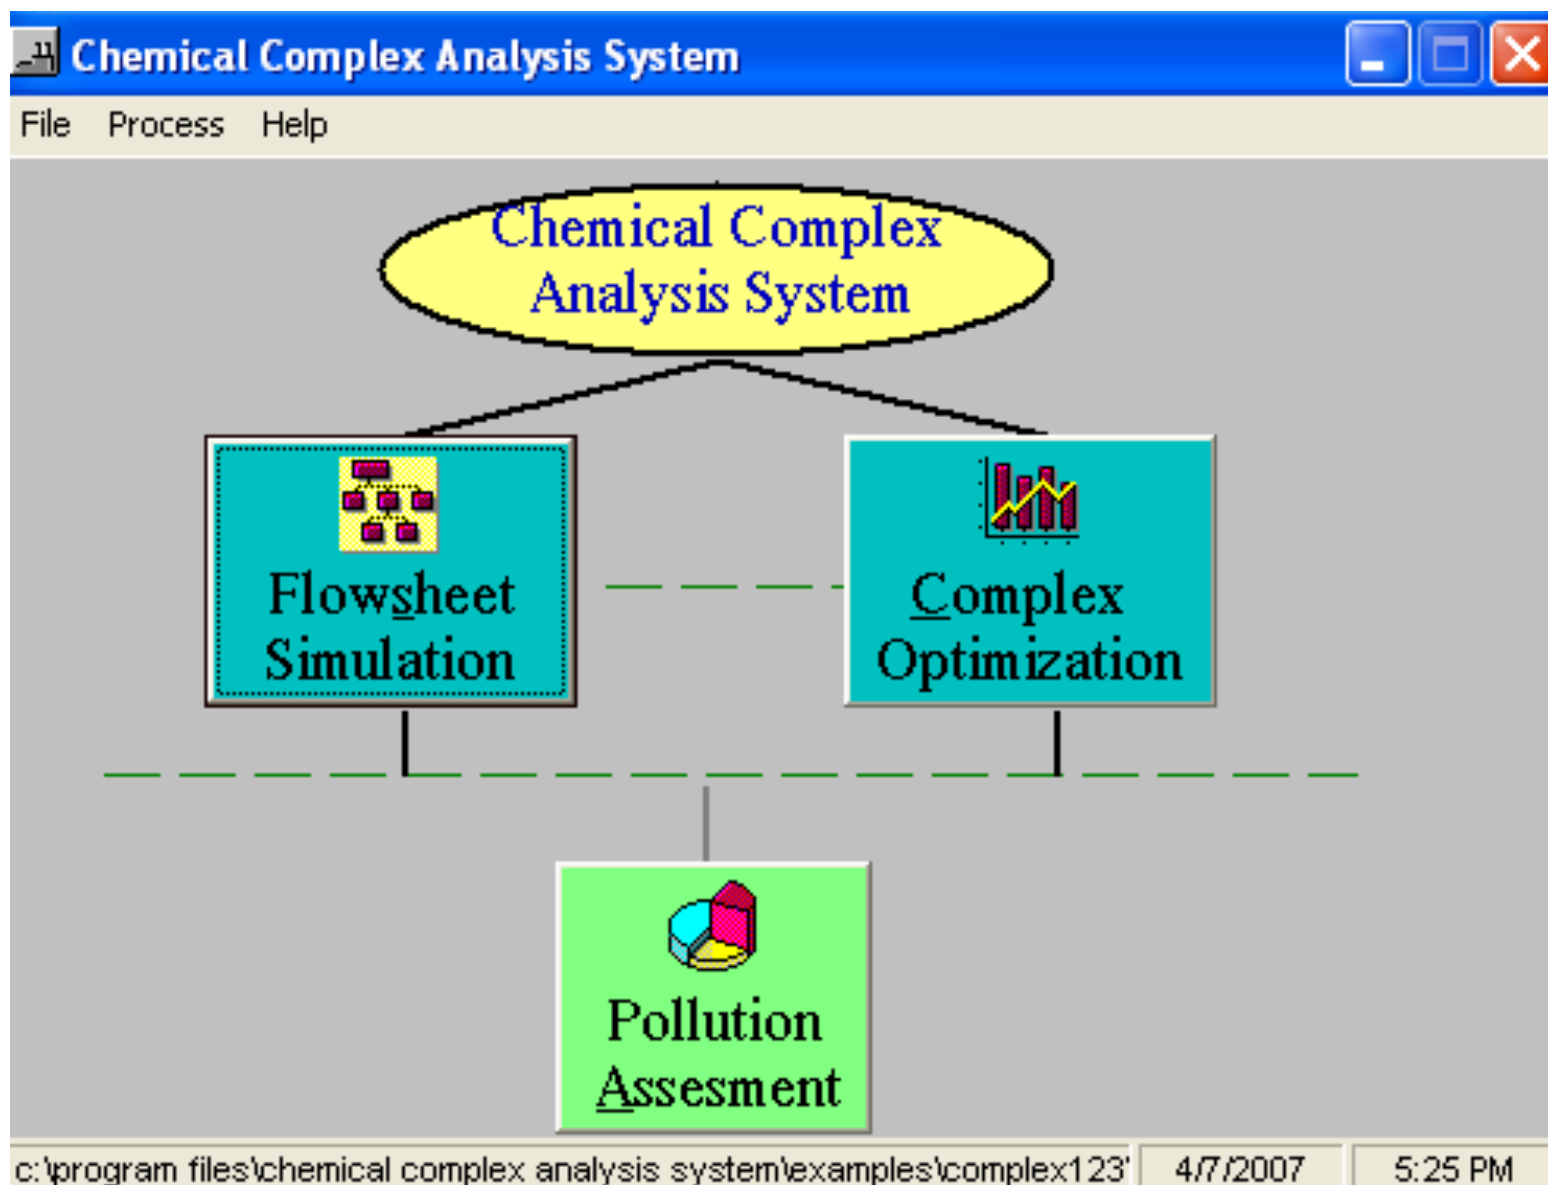 Chemical Complex Analysis System
File Process Help
Chemical Complex
Analysis System
Flowsheet
Simulation
Complex
Optimization
Pollution
Assesment
c:\program files\chemical complex analysis system\examples\complex123' 4/7/2007 5:25 PM